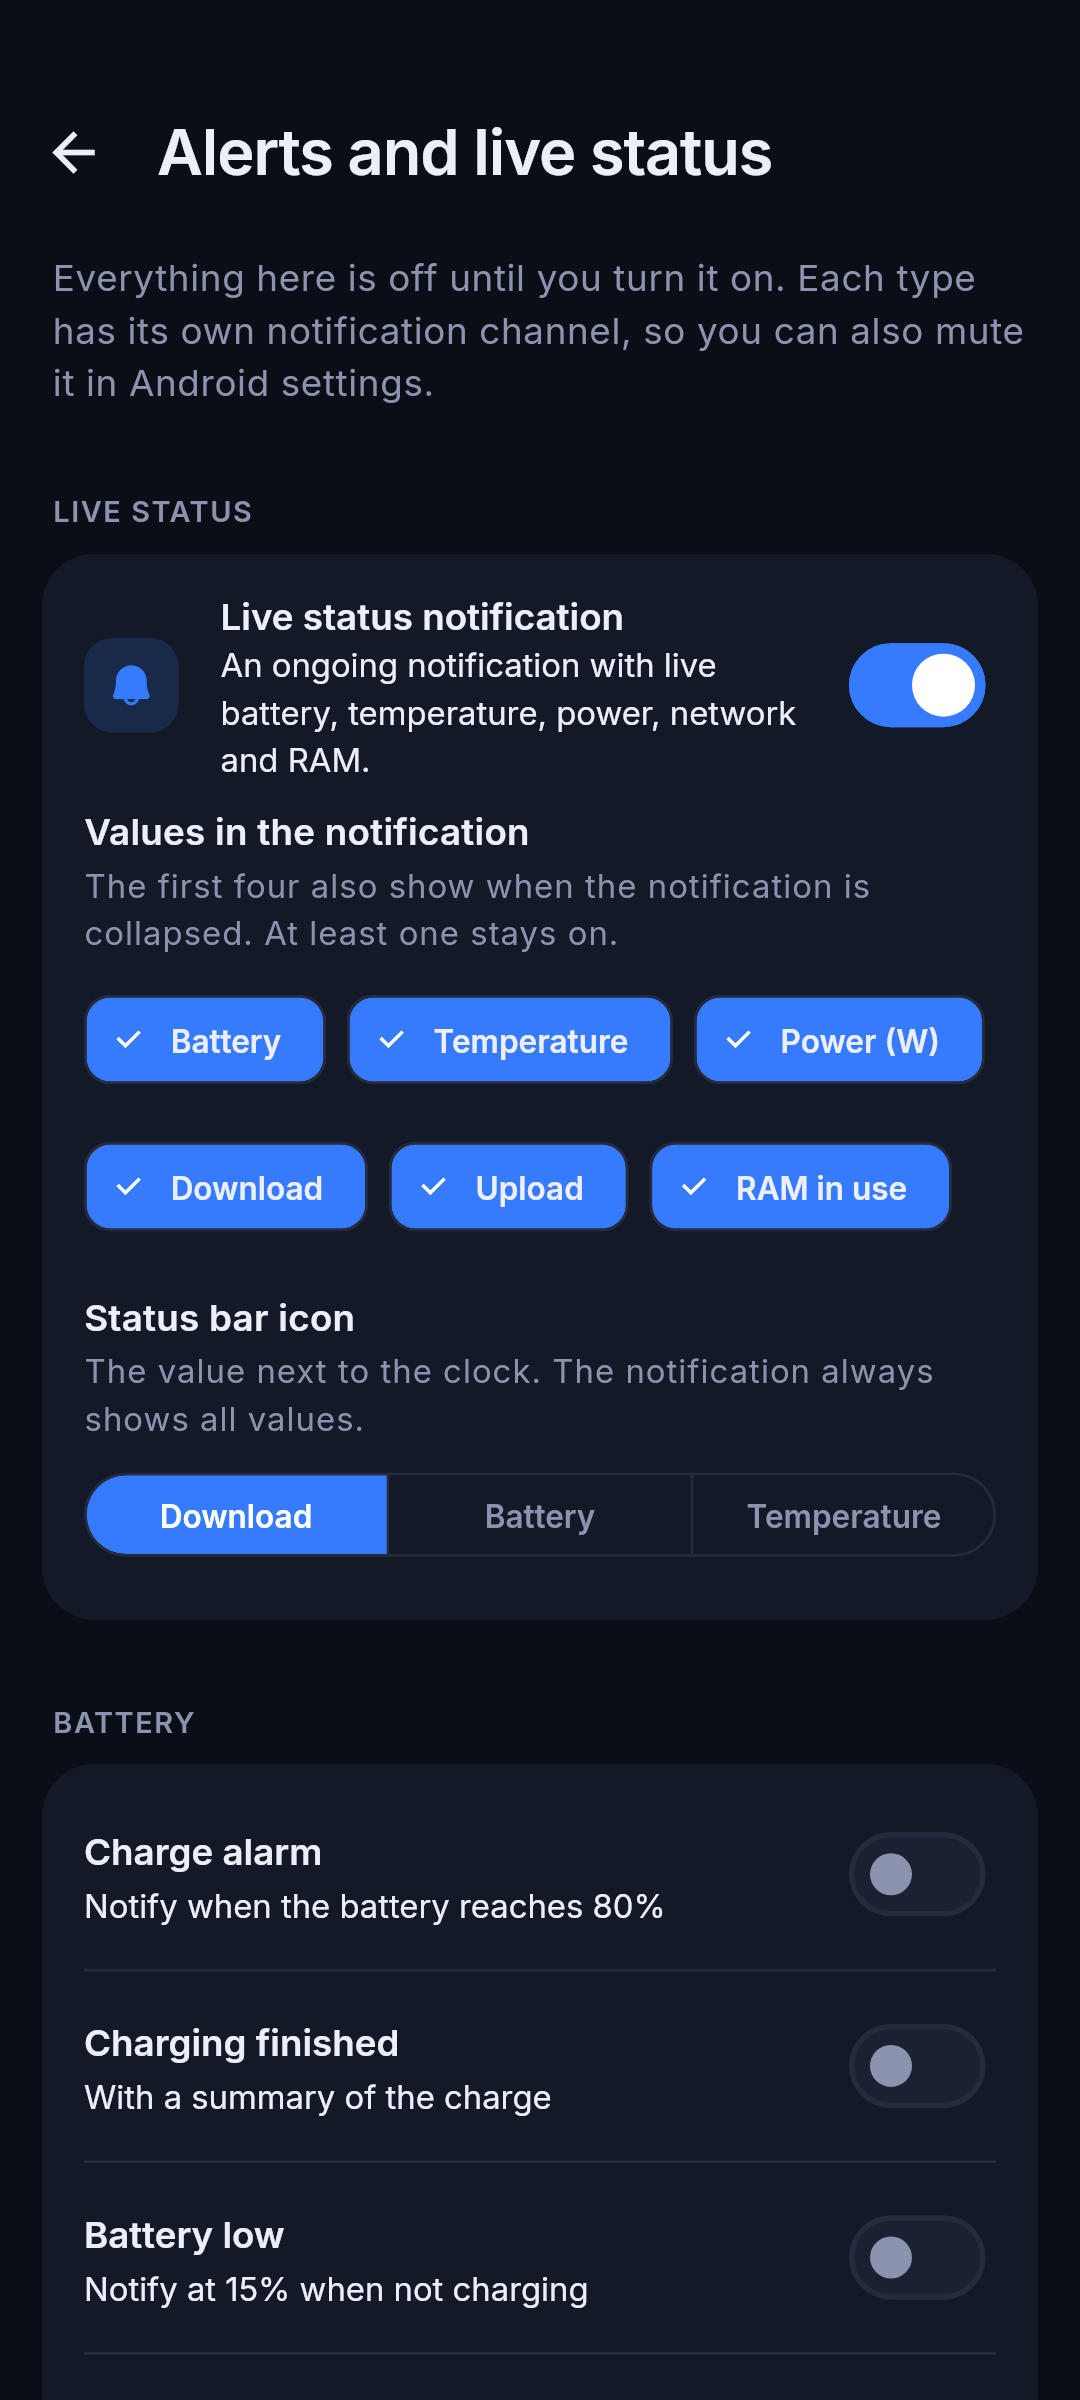 Alerts and live status
Everything here is off until you turn it on. Each type
has its own notification channel, so you can also mute
it in Android settings.
LIVE STATUS
Live status notification
An ongoing notification with live
battery, temperature, power, network
and RAM.
Values in the notification
The first four also show when the notification is
collapsed. At least one stays on.
Battery Temperature Power (W)
Download Upload RAM in use
Status bar icon
The value next to the clock. The notification always
shows all values.
Download Battery Temperature
BATTERY
Charge alarm
Notify when the battery reaches 80%
Charging finished
With a summary of the charge
Battery low
Notify at 15% when not charging